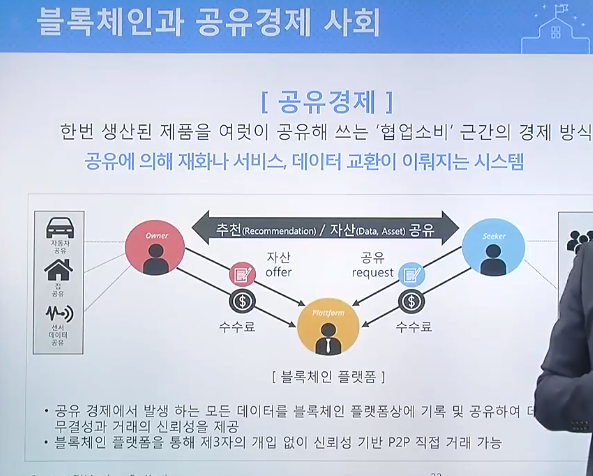 블록체인과 공유경제 사회
[ 공유경제 ]
한번 생산된 제품을 여럿이 공유해 쓰는 '협업소비' 근간의 경제 방식
공유에 의해 재화나 서비스, 데이터 교환이 이뤄지는 시스템
추천(Recommendation) / 자산(Data, Asset) 공유
Owner
Seeker
자동차
공유
집
공유
센서
데이터
공유
자산
offer
공유
request
수수료
Platform
수수료
[ 블록체인 플랫폼 ]
• 공유 경제에서 발생 하는 모든 데이터를 블록체인 플랫폼상에 기록 및 공유하여
무결성과 거래의 신뢰성을 제공
• 블록체인 플랫폼을 통해 제3자의 개입 없이 신뢰성 기반 P2P 직접 거래 가능